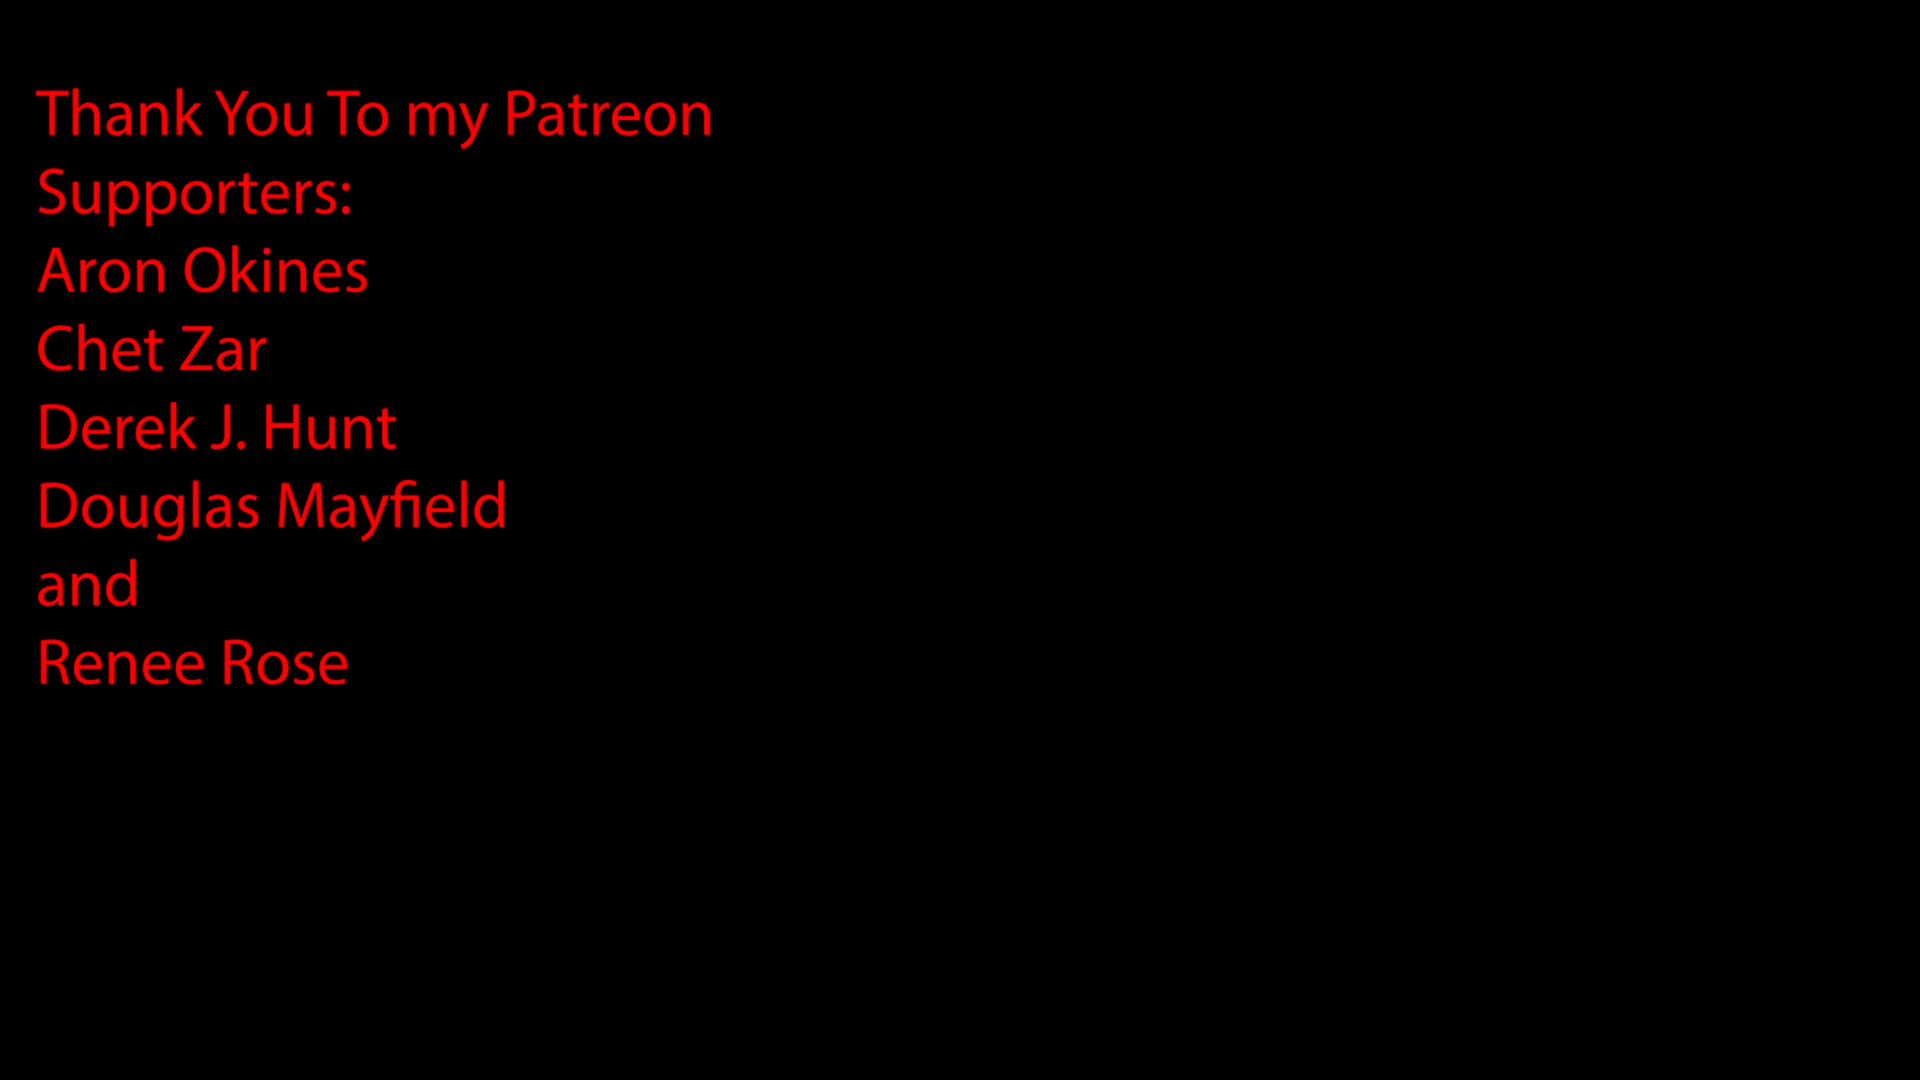 Thank You To my Patreon
Supporters:
Aron Okines
Chet Zar
Derek J. Hunt
Douglas Mayfield
and
Renee Rose